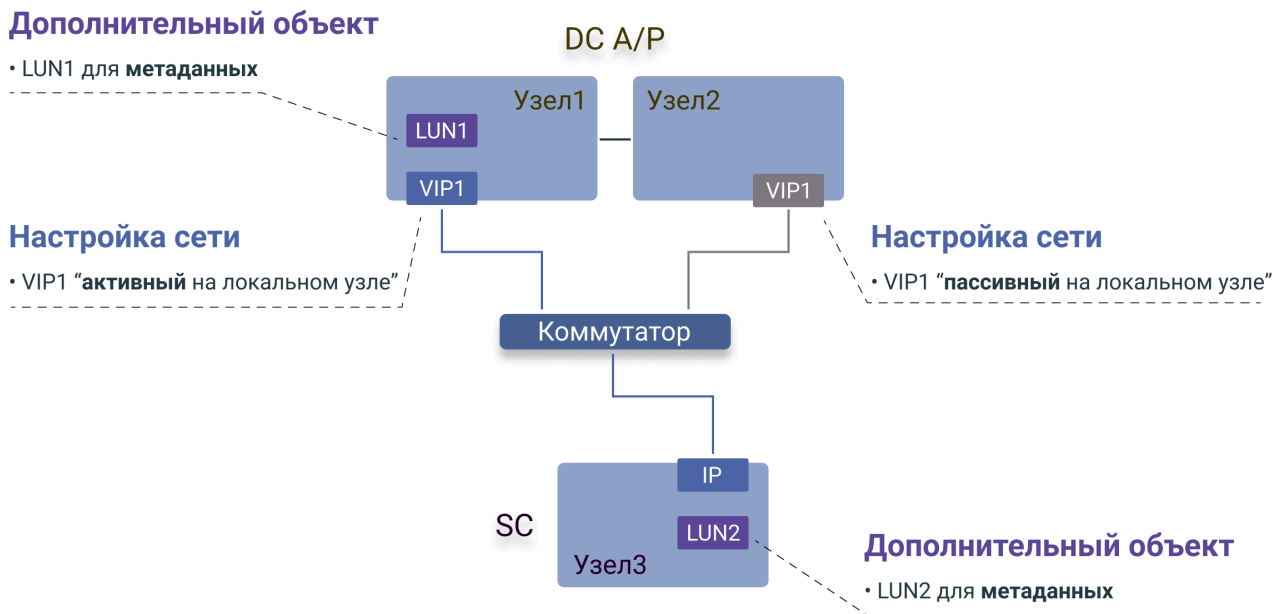 Дополнительный объект
• LUN1 для метаданных
DC A/P
Узел1
Узел2
LUN1
VIP1
VIP1
Настройка сети
• VIP1 “активный на локальном узле”
Настройка сети
• VIP1 “пассивный на локальном узле”
Коммутатор
IP
SC
LUN2
Узел3
Дополнительный объект
• LUN2 для метаданных